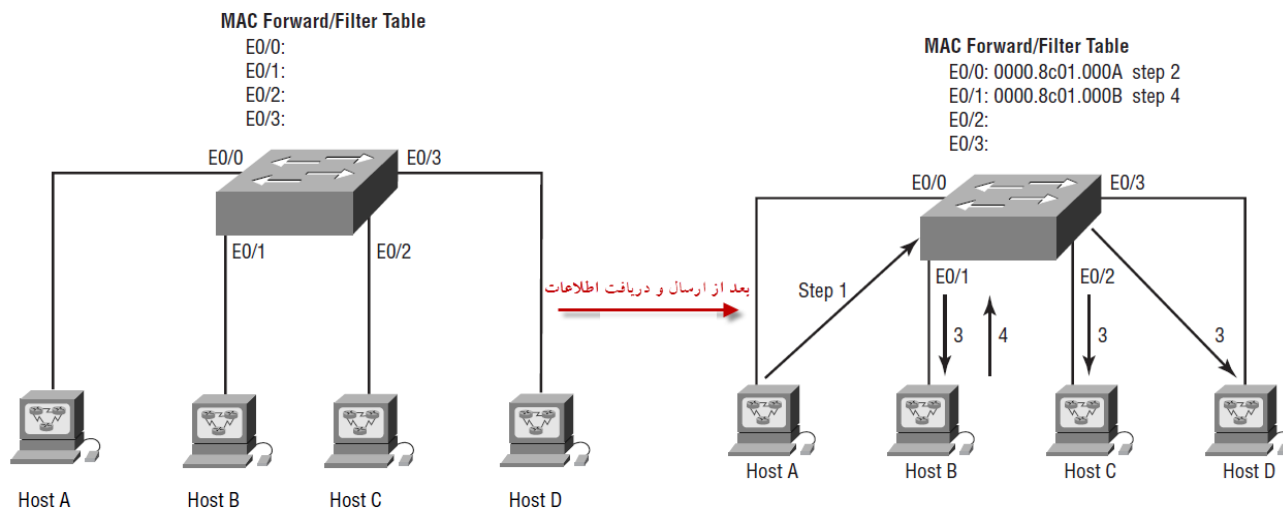 MAC Forward/Filter Table
E0/0:
E0/1:
E0/2:
E0/3:
E0/0
E0/3
E0/1
E0/2
Host A
Host B
Host C
Host D
بعد از ارسال و دریافت اطلاعات
MAC Forward/Filter Table
E0/0: 0000.8c01.000A step 2
E0/1: 0000.8c01.000B step 4
E0/2:
E0/3:
E0/0
E0/3
Step 1
E0/1
E0/2
3
4
3
3
Host A
Host B
Host C
Host D